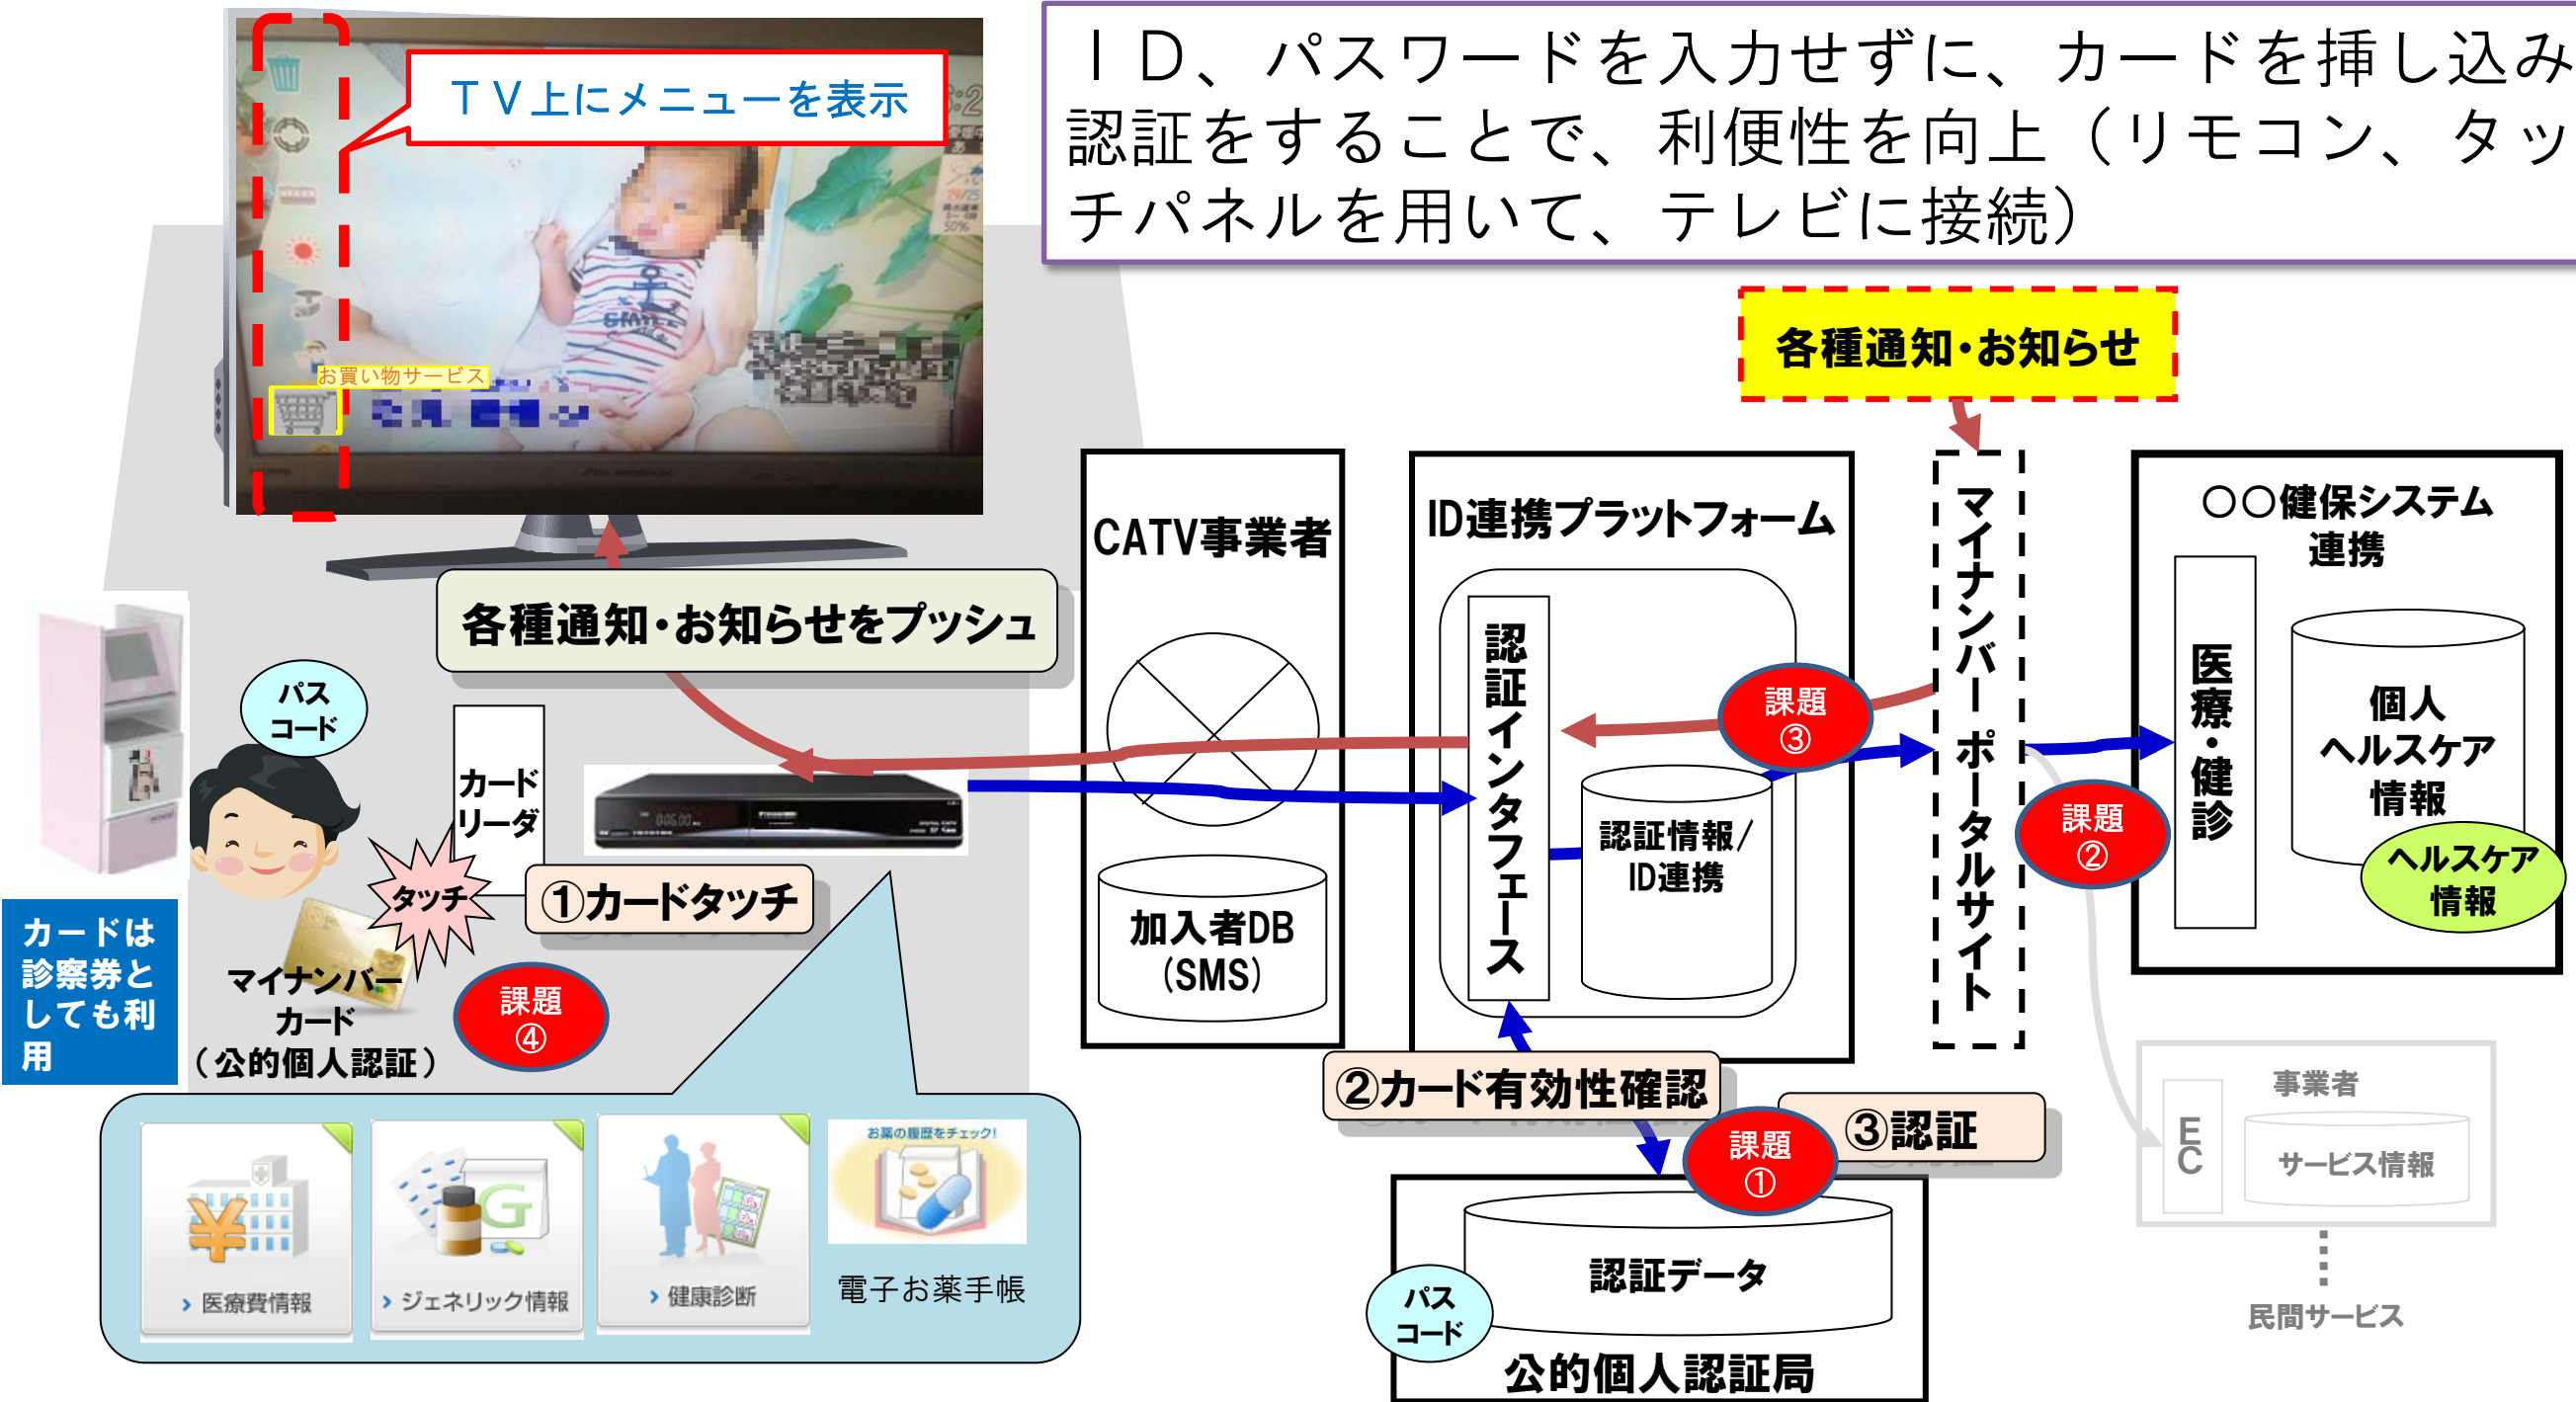 ＩＤ、パスワードを入力せずに、カードを挿し込み
認証をすることで、利便性を向上（リモコン、タッ
チパネルを用いて、テレビに接続）
ＴＶ上にメニューを表示
29/25
50%
お買い物サービス
各種通知・お知らせ
各種通知・お知らせをプッシュ
CATV事業者
加入者DB
(SMS)
ID連携プラットフォーム
認証インタフェース
認証情報/
ID連携
課題
③
マイナンバー ポータルサイト
○○健保システム
連携
医療・健診
個人
ヘルスケア
情報
ヘルスケア
情報
課題
②
パス
コード
カード
リーダ
タッチ
①カードタッチ
マイナンバー
カード
（公的個人認証）
課題
④
カードは
診察券と
しても利
用
②カード有効性確認
③認証
課題
①
認証データ
パス
コード
公的個人認証局
事業者
EC
サービス情報
民間サービス
医療費情報
G
ジェネリック情報
健康診断
お薬の履歴をチェック!
電子お薬手帳